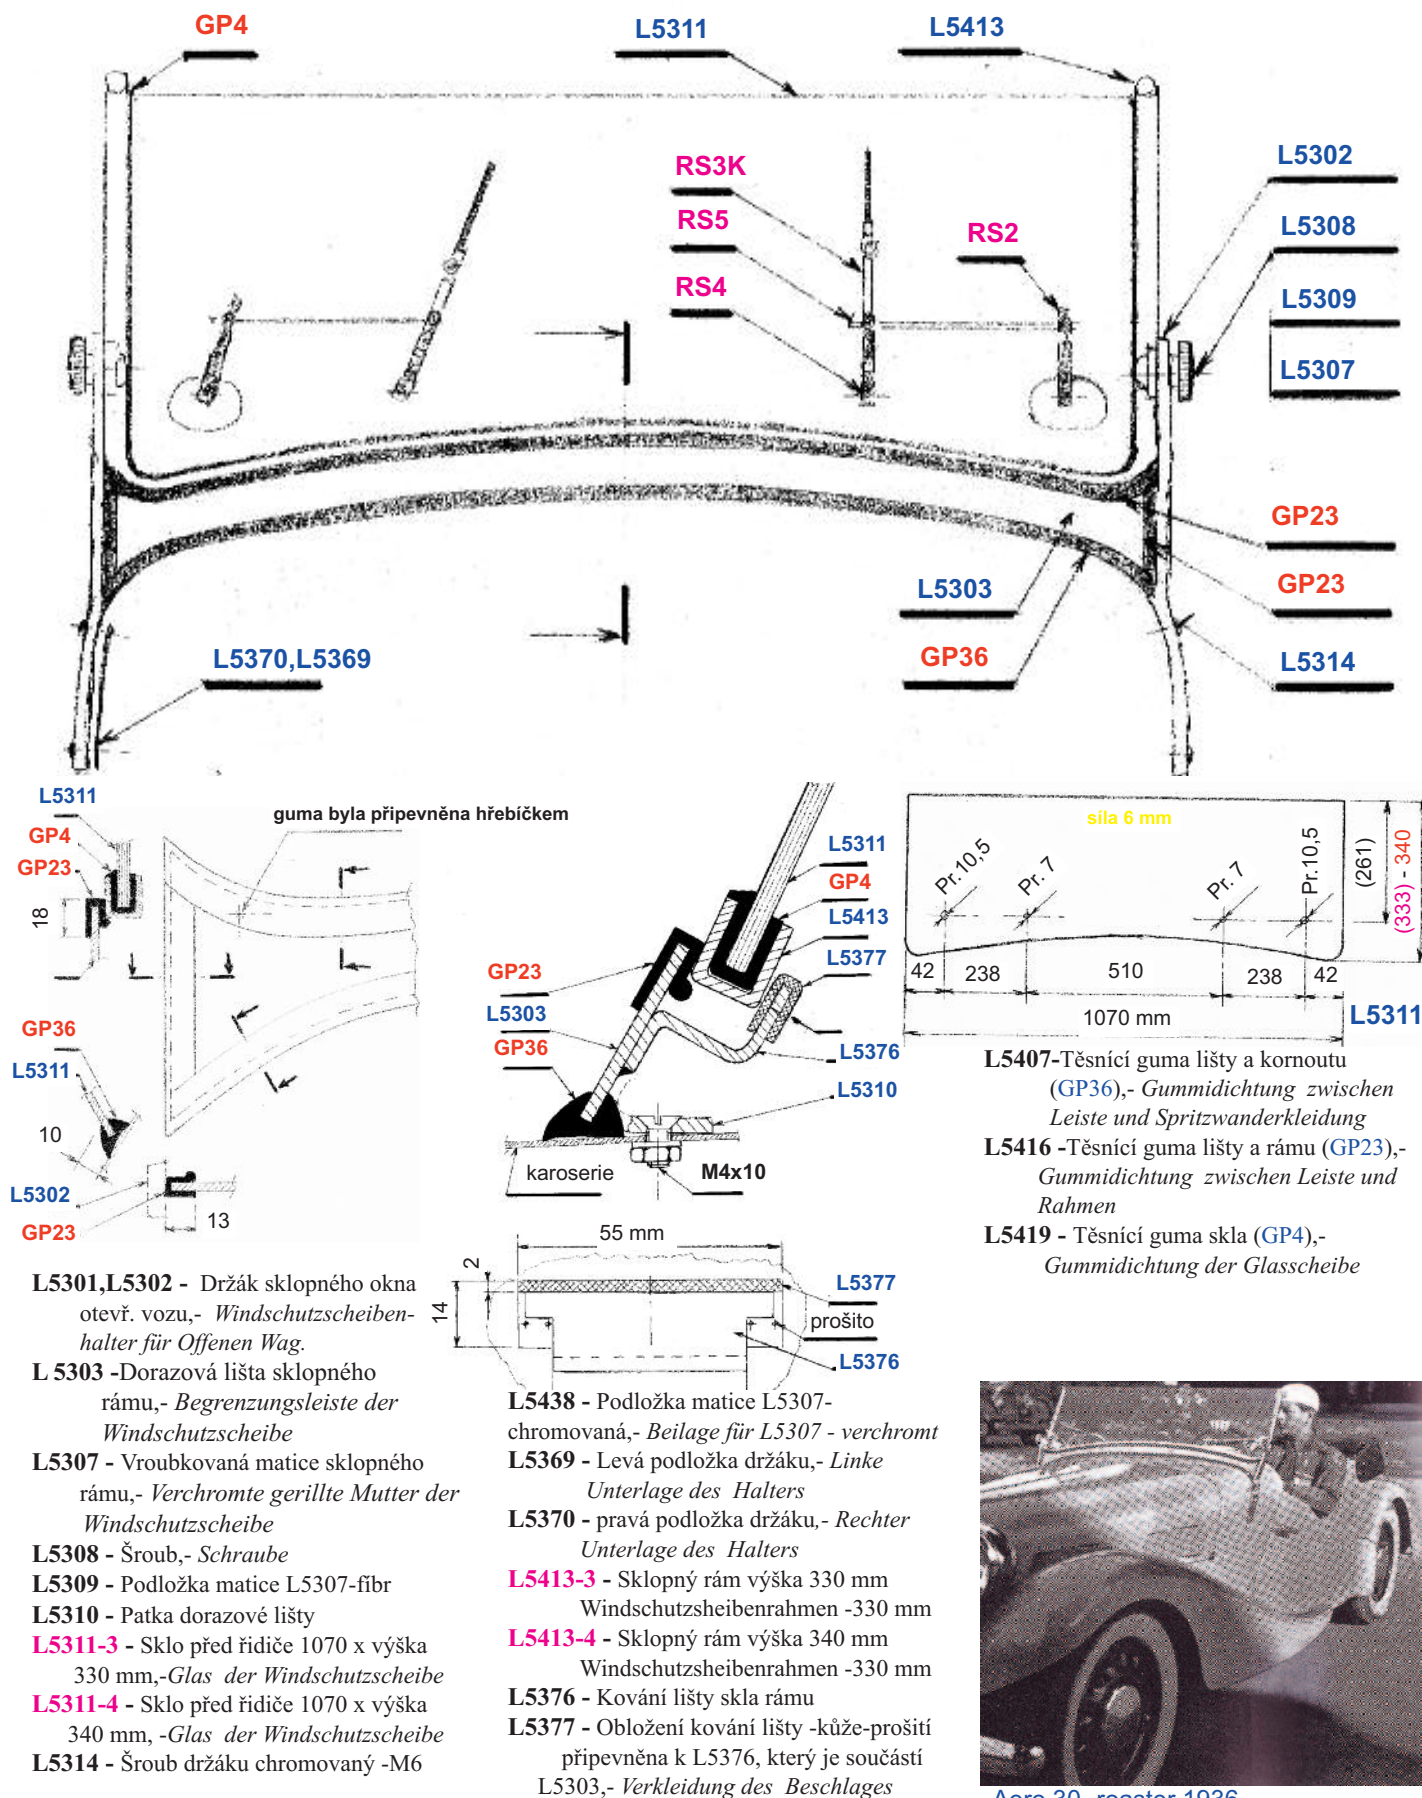 GP4
L5311
L5413
L5302
RS3K
RS5
RS2
L5308
RS4
L5309
L5307
GP23
L5303
GP23
GP36
L5314
L5370,L5369
L5311
GP4
GP23
18
guma byla připevněna hřebíčkem
GP36
L5311
10
L5302
GP23
13
L5311
GP4
L5413
L5377
GP23
L5303
GP36
L5376
L5310
karoserie
M4x10
55 mm
2
14
L5377
prošito
L5376
síla 6 mm
Pr.10,5
Pr. 7
Pr. 7
Pr.10,5
(261)
(333) - 340
42
238
510
238
42
1070 mm
L5311
L5407-Těsnící guma lišty a kornoutu
(GP36),- Gummidichtung zwischen
Leiste und Spritzwanderkleidung
L5416 -Těsnící guma lišty a rámu (GP23),-
Gummidichtung zwischen Leiste und
Rahmen
L5419 - Těsnící guma skla (GP4),-
Gummidichtung der Glasscheibe
L5301,L5302 - Držák sklopného okna
otevř. vozu,- Windschutzscheiben-
halter für Offenen Wag.
L 5303 -Dorazová lišta sklopného
rámu,- Begrenzungsleiste der
Windschutzscheibe
L5307 - Vroubkovaná matice sklopného
rámu,- Verchromte gerillte Mutter der
Windschutzscheibe
L5308 - Šroub,- Schraube
L5309 - Podložka matice L5307-fíbr
L5310 - Patka dorazové lišty
L5311-3 - Sklo před řidiče 1070 x výška
330 mm,-Glas der Windschutzscheibe
L5311-4 - Sklo před řidiče 1070 x výška
340 mm, -Glas der Windschutzscheibe
L5314 - Šroub držáku chromovaný -M6
L5438 - Podložka matice L5307-
chromovaná,- Beilage für L5307 - verchromt
L5369 - Levá podložka držáku,- Linke
Unterlage des Halters
L5370 - pravá podložka držáku,- Rechter
Unterlage des Halters
L5413-3 - Sklopný rám výška 330 mm
Windschutzsheibenrahmen -330 mm
L5413-4 - Sklopný rám výška 340 mm
Windschutzsheibenrahmen -330 mm
L5376 - Kování lišty skla rámu
L5377 - Obložení kování lišty -kůže-prošití
připevněna k L5376, který je součástí
L5303,- Verkleidung des Beschlages
Aero 30 roaster 1936